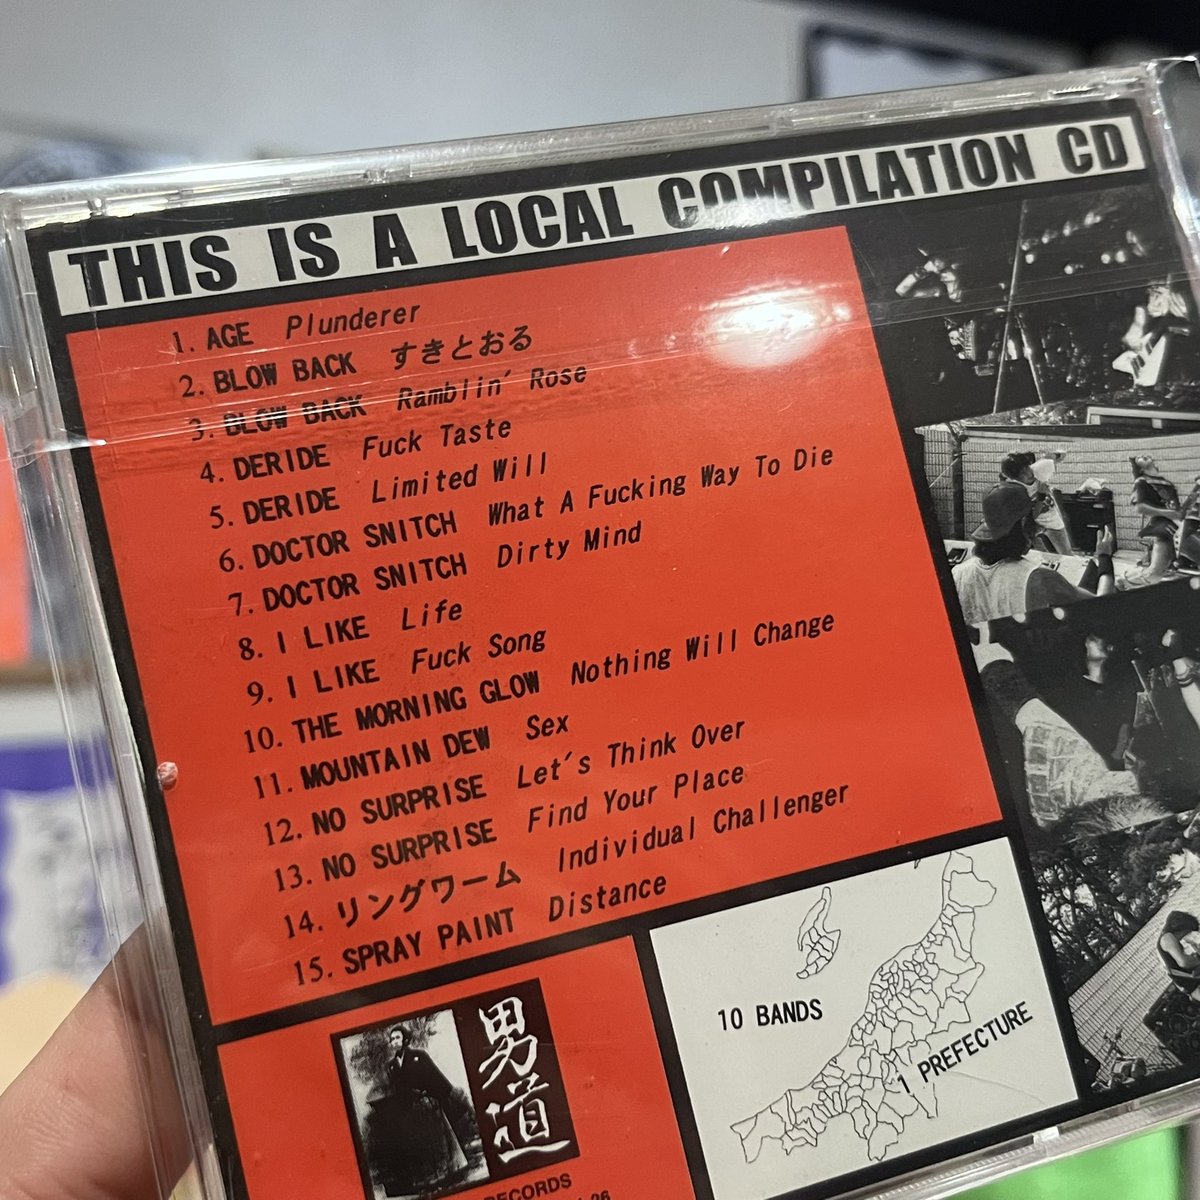 THIS IS A LOCAL COMPILATION CD
1. AGE Plunderer
2. BLOW BACK すきとおる
3. BLOW BACK Ramblin' Rose
4. DERIDE Fuck Taste
5. DERIDE Limited Will
6. DOCTOR SNITCH What A Fucking Way To Die
7. DOCTOR SNITCH Dirty Mind
8. I LIKE Life
9. I LIKE Fuck Song
10. THE MORNING GLOW Nothing Will Change
11. MOUNTAIN DEW Sex
12. NO SURPRISE Let's Think Over
13. NO SURPRISE Find Your Place
14. リングワーム Individual Challenger
15. SPRAY PAINT Distance
男道
RECORDS
10 BANDS
1 PREFECTURE